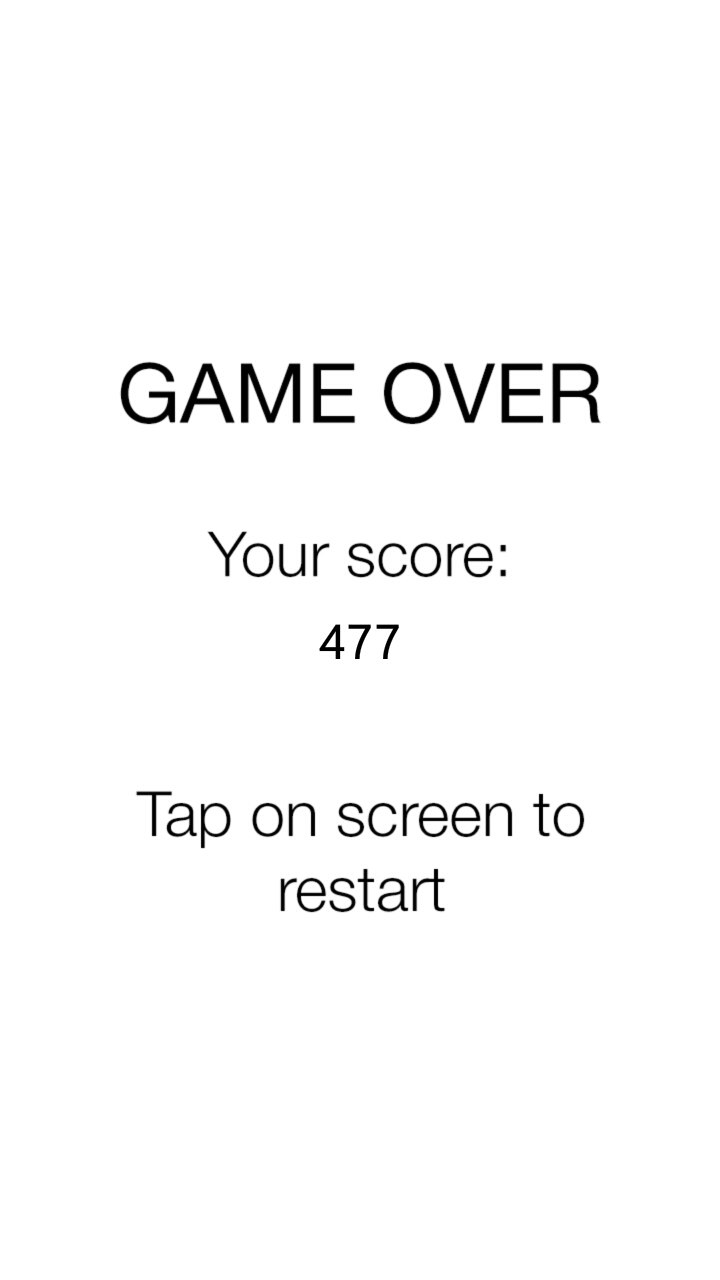 GAME OVER
Your score:
477
Tap on screen to
restart